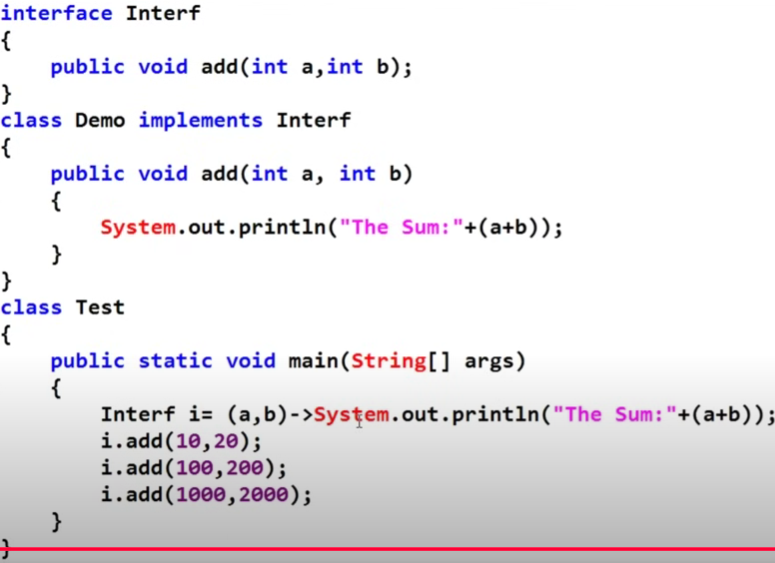 interface Interf
{
    public void add(int a,int b);
}
class Demo implements Interf
{
    public void add(int a, int b)
    {
        System.out.println("The Sum:"+(a+b));
    }
}
class Test
{
    public static void main(String[] args)
    {
        Interf i= (a,b)->System.out.println("The Sum:"+(a+b));
        i.add(10,20);
        i.add(100,200);
        i.add(1000,2000);
    }
}